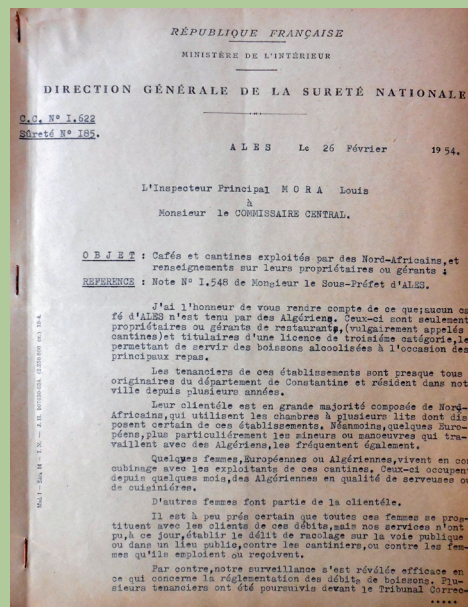 RÉPUBLIQUE FRANÇAISE
MINISTÈRE DE L'INTÉRIEUR
DIRECTION GÉNÉRALE DE LA SURETÉ NATIONALE
C.C. N° I.622
Sûreté N° I85.
A L E S Le 26 Février 1954.
L'Inspecteur Principal M O R A Louis
à
Monsieur le COMMISSAIRE CENTRAL.
O B J E T : Cafés et cantines exploités par des Nord-Africains, et
renseignements sur leurs propriétaires ou gérants ;
REFERENCE : Note N° I.548 de Monsieur le Sous-Préfet d'ALES.
J'ai l'honneur de vous rendre compte de ce que;aucun ca
fé d'ALES n'est tenu par des Algériens. Ceux-ci sont seulement
propriétaires ou gérants de restaurants,(vulgairement appelés
cantines)et titulaires d'une licence de troisième catégorie,le
permettant de servir des boissons alcoolisées à l'occasion des
principaux repas.
Les tenanciers de ces établissements sont presque tous
originaires du département de Constantine et résident dans not
ville depuis plusieurs années.
Leur clientéle est en grande majorité composée de Nord-
Africains,qui utilisent les chambres à plusieurs lits dont dis
posent certain de ces établissements. Néanmoins,quelques Euro-
péens,plus particulièrement les mineurs ou manoeuvres qui tra-
vaillent avec des Algériens,les fréquentent également.
Quelques femmes,Européennes ou Algériennes,vivent en con
cubinage avec les exploitants de ces cantines. Ceux-ci occupent
depuis quelques mois,des Algériennes en qualité de serveuses ou
de cuisiniéres.
D'autres femmes font partie de la clientéle.
Il est à peu prés certain que toutes ces femmes se pros-
tituent avec les clients de ces débits,mais nos services n'ont
pu,à ce jour,établir le délit de racolage sur la voie publique
ou dans un lieu public,contre les cantiniers,ou contre les fem-
mes qu'ils emploient ou reçoivent.
Par contre,notre surveillance s'est révélée efficace en
ce qui concerne la réglementation des débits de boissons. Plu-
sieurs tenanciers ont été poursuivis devant le Tribunal Correc-
.....